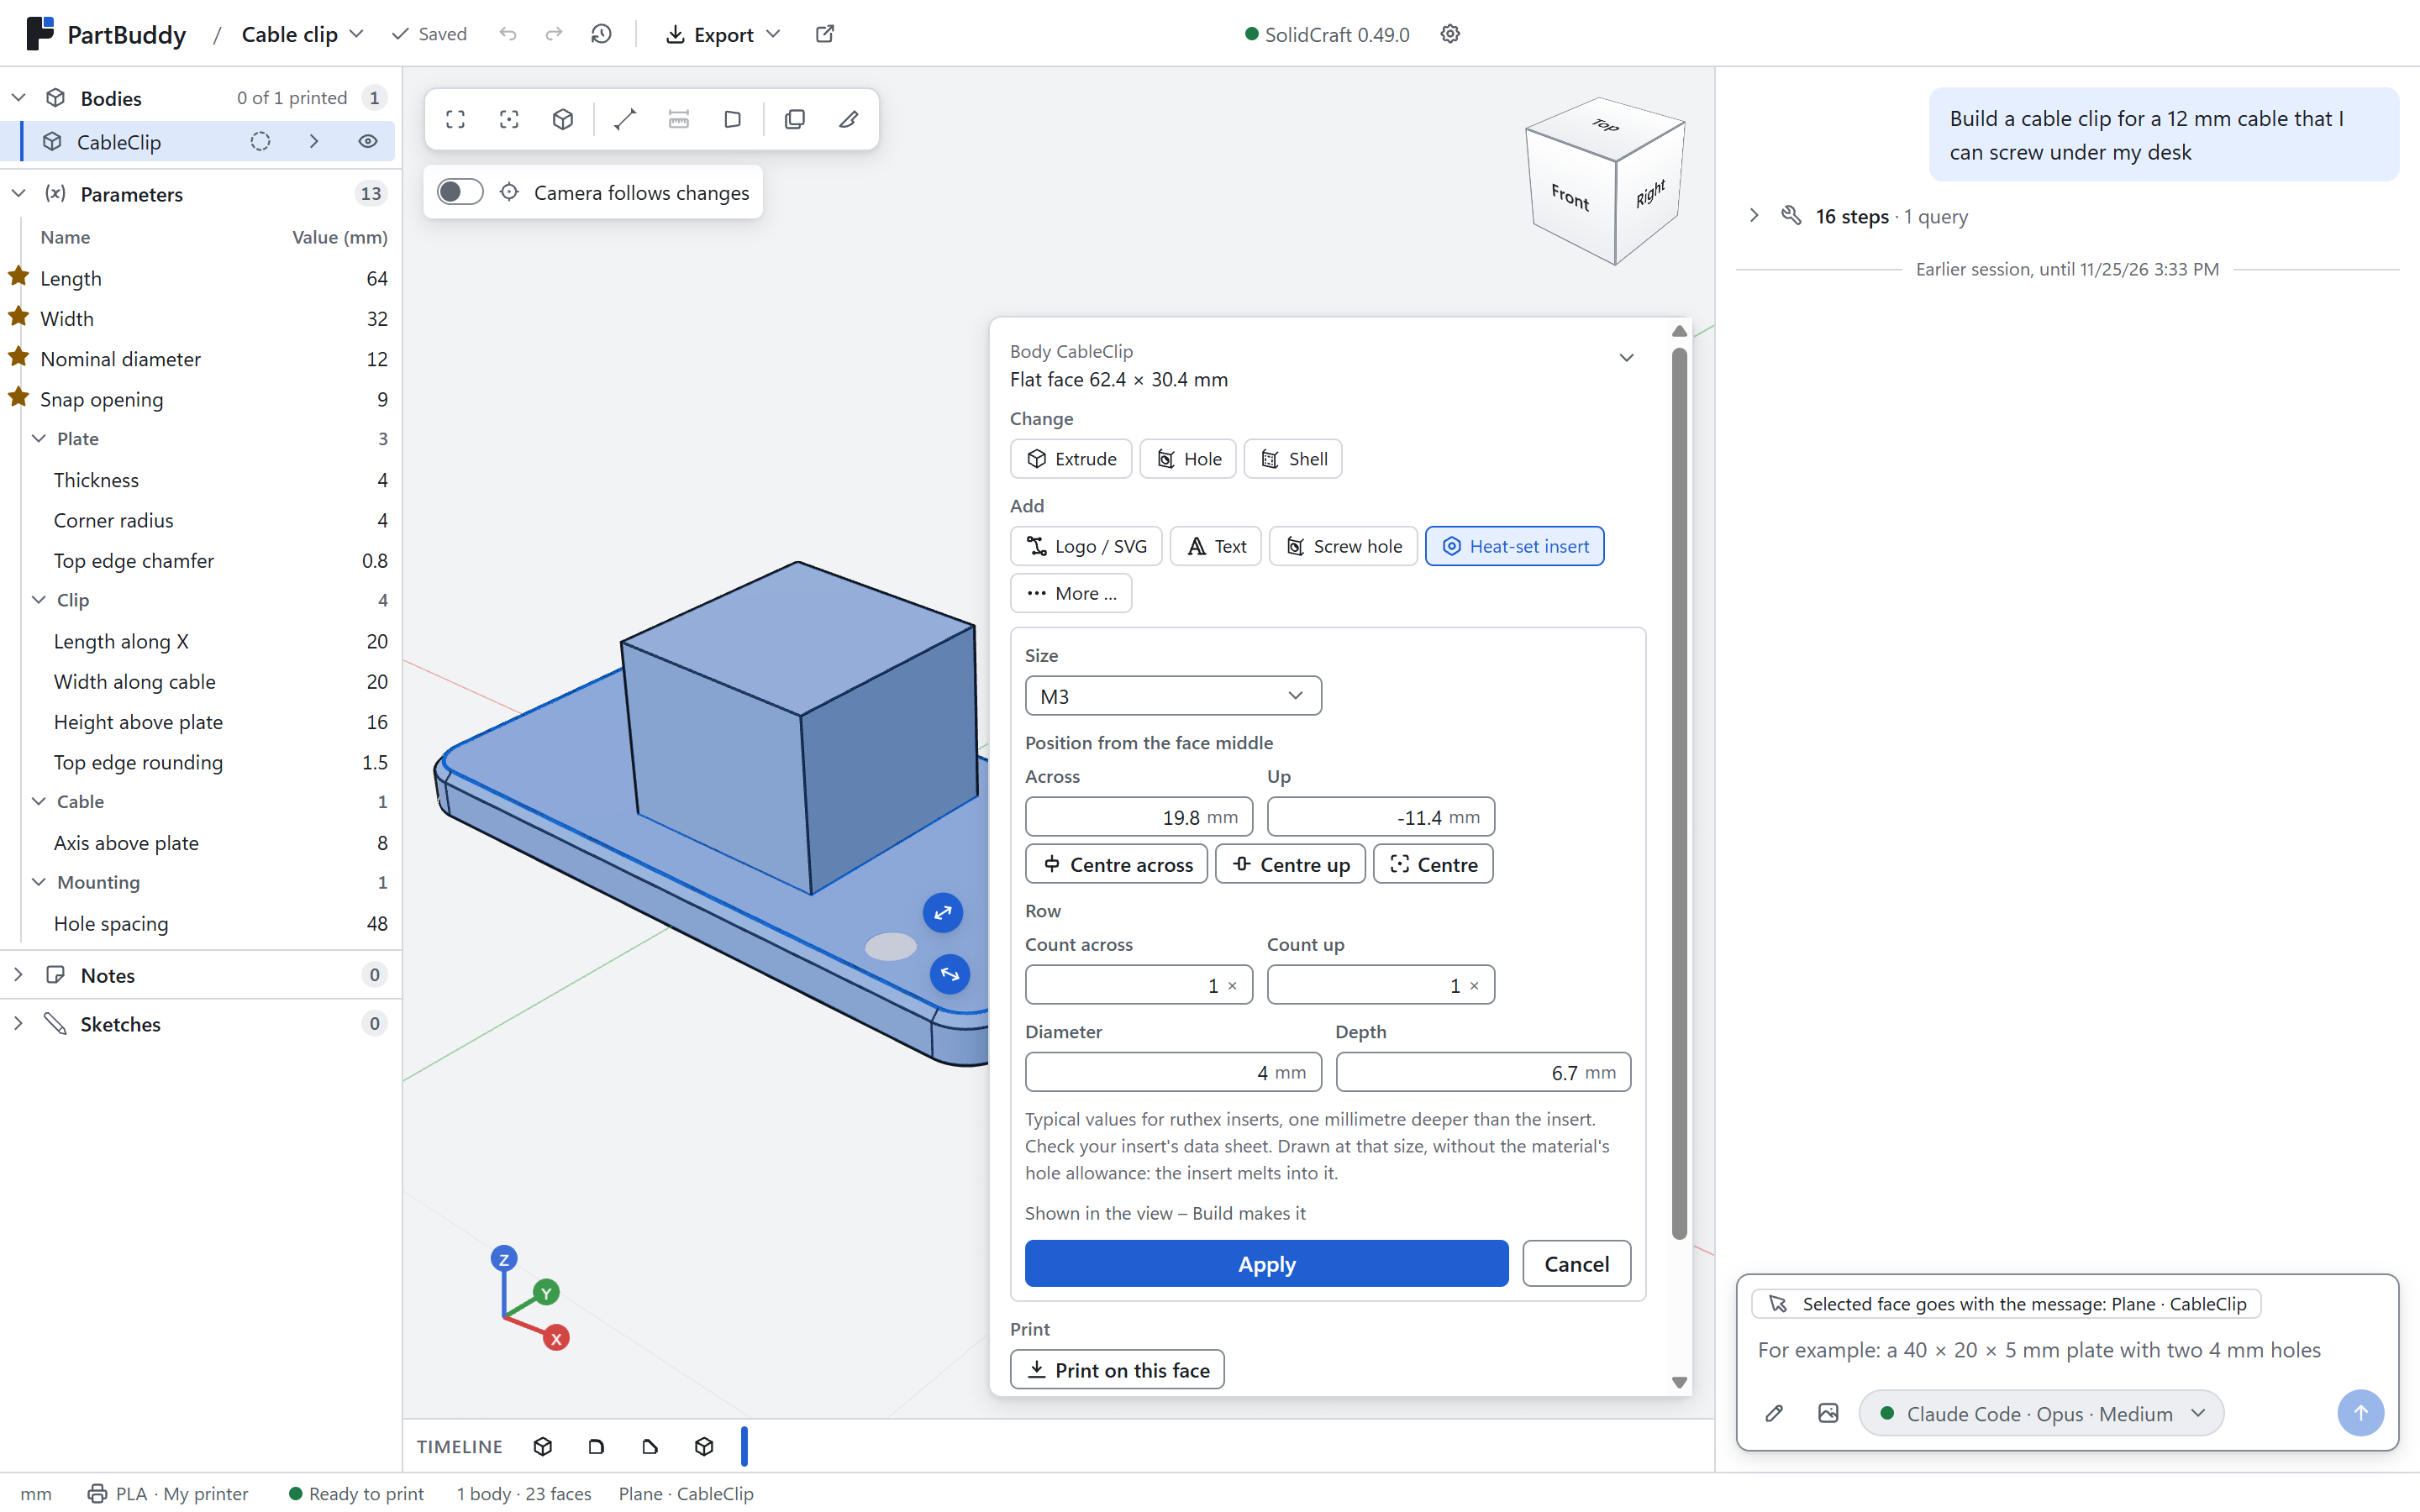 PartBuddy / Cable clip Saved Export SolidCraft 0.49.0
Bodies 0 of 1 printed 1
CableClip
Parameters 13
Name Value (mm)
Length 64
Width 32
Nominal diameter 12
Snap opening 9
Plate 3
Thickness 4
Corner radius 4
Top edge chamfer 0.8
Clip 4
Length along X 20
Width along cable 20
Height above plate 16
Top edge rounding 1.5
Cable 1
Axis above plate 8
Mounting 1
Hole spacing 48
Notes 0
Sketches 0
Camera follows changes
Top
Front
Right
Z
Y
X
Body CableClip
Flat face 62.4 × 30.4 mm
Change
Extrude Hole Shell
Add
Logo / SVG Text Screw hole Heat-set insert
More ...
Size
M3
Position from the face middle
Across Up
19.8 mm -11.4 mm
Centre across Centre up Centre
Row
Count across Count up
1 × 1 ×
Diameter Depth
4 mm 6.7 mm
Typical values for ruthex inserts, one millimetre deeper than the insert.
Check your insert's data sheet. Drawn at that size, without the material's
hole allowance: the insert melts into it.
Shown in the view – Build makes it
Apply Cancel
Print
Print on this face
TIMELINE
Build a cable clip for a 12 mm cable that I
can screw under my desk
16 steps · 1 query
Earlier session, until 11/25/26 3:33 PM
Selected face goes with the message: Plane · CableClip
For example: a 40 × 20 × 5 mm plate with two 4 mm holes
Claude Code · Opus · Medium
mm PLA · My printer Ready to print 1 body · 23 faces Plane · CableClip